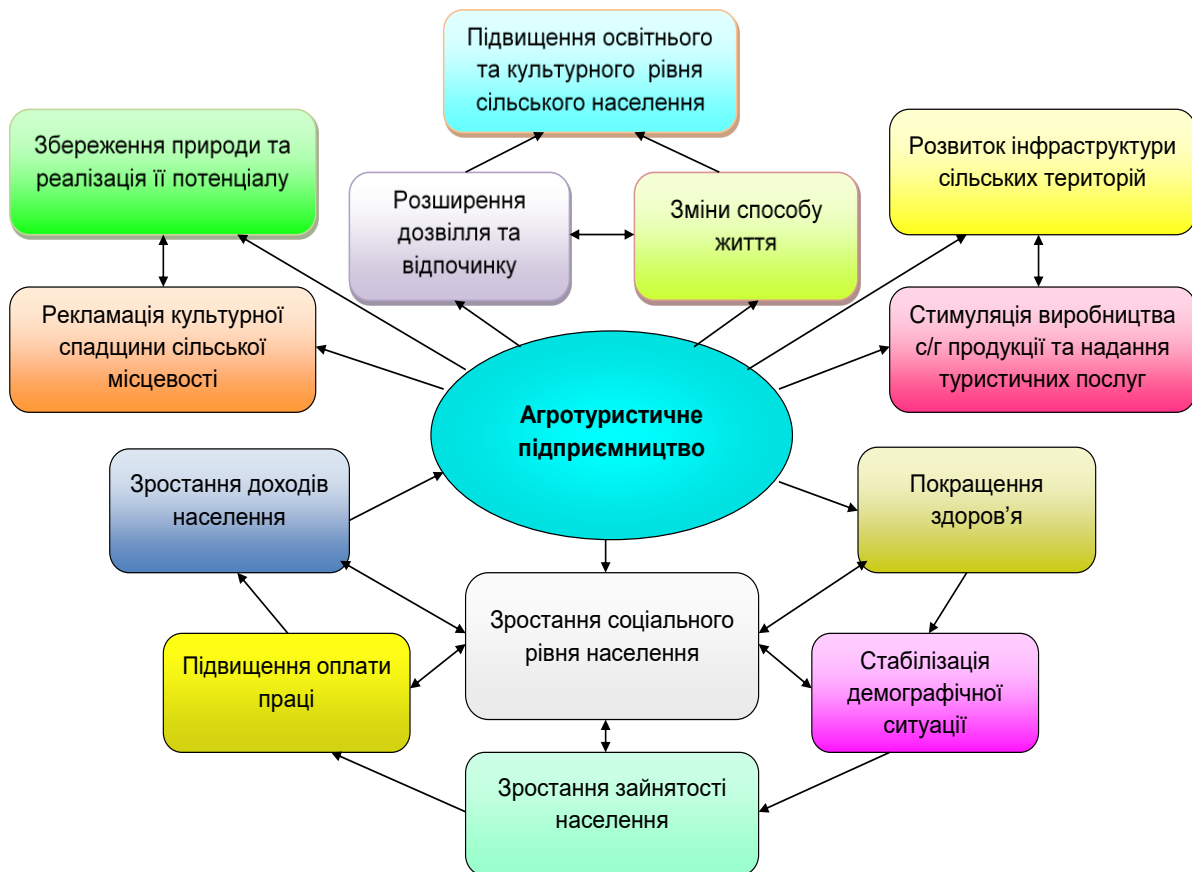 Підвищення освітнього
та культурного рівня
сільського населення
Збереження природи та
реалізація її потенціалу
Розвиток інфраструктури
сільських територій
Розширення
дозвілля та
відпочинку
Зміни способу
життя
Рекламація культурної
спадщини сільської
місцевості
Стимуляція виробництва
с/г продукції та надання
туристичних послуг
Агротуристичне
підприємництво
Зростання доходів
населення
Покращення
здоров’я
Зростання соціального
рівня населення
Підвищення оплати
праці
Стабілізація
демографічної
ситуації
Зростання зайнятості
населення